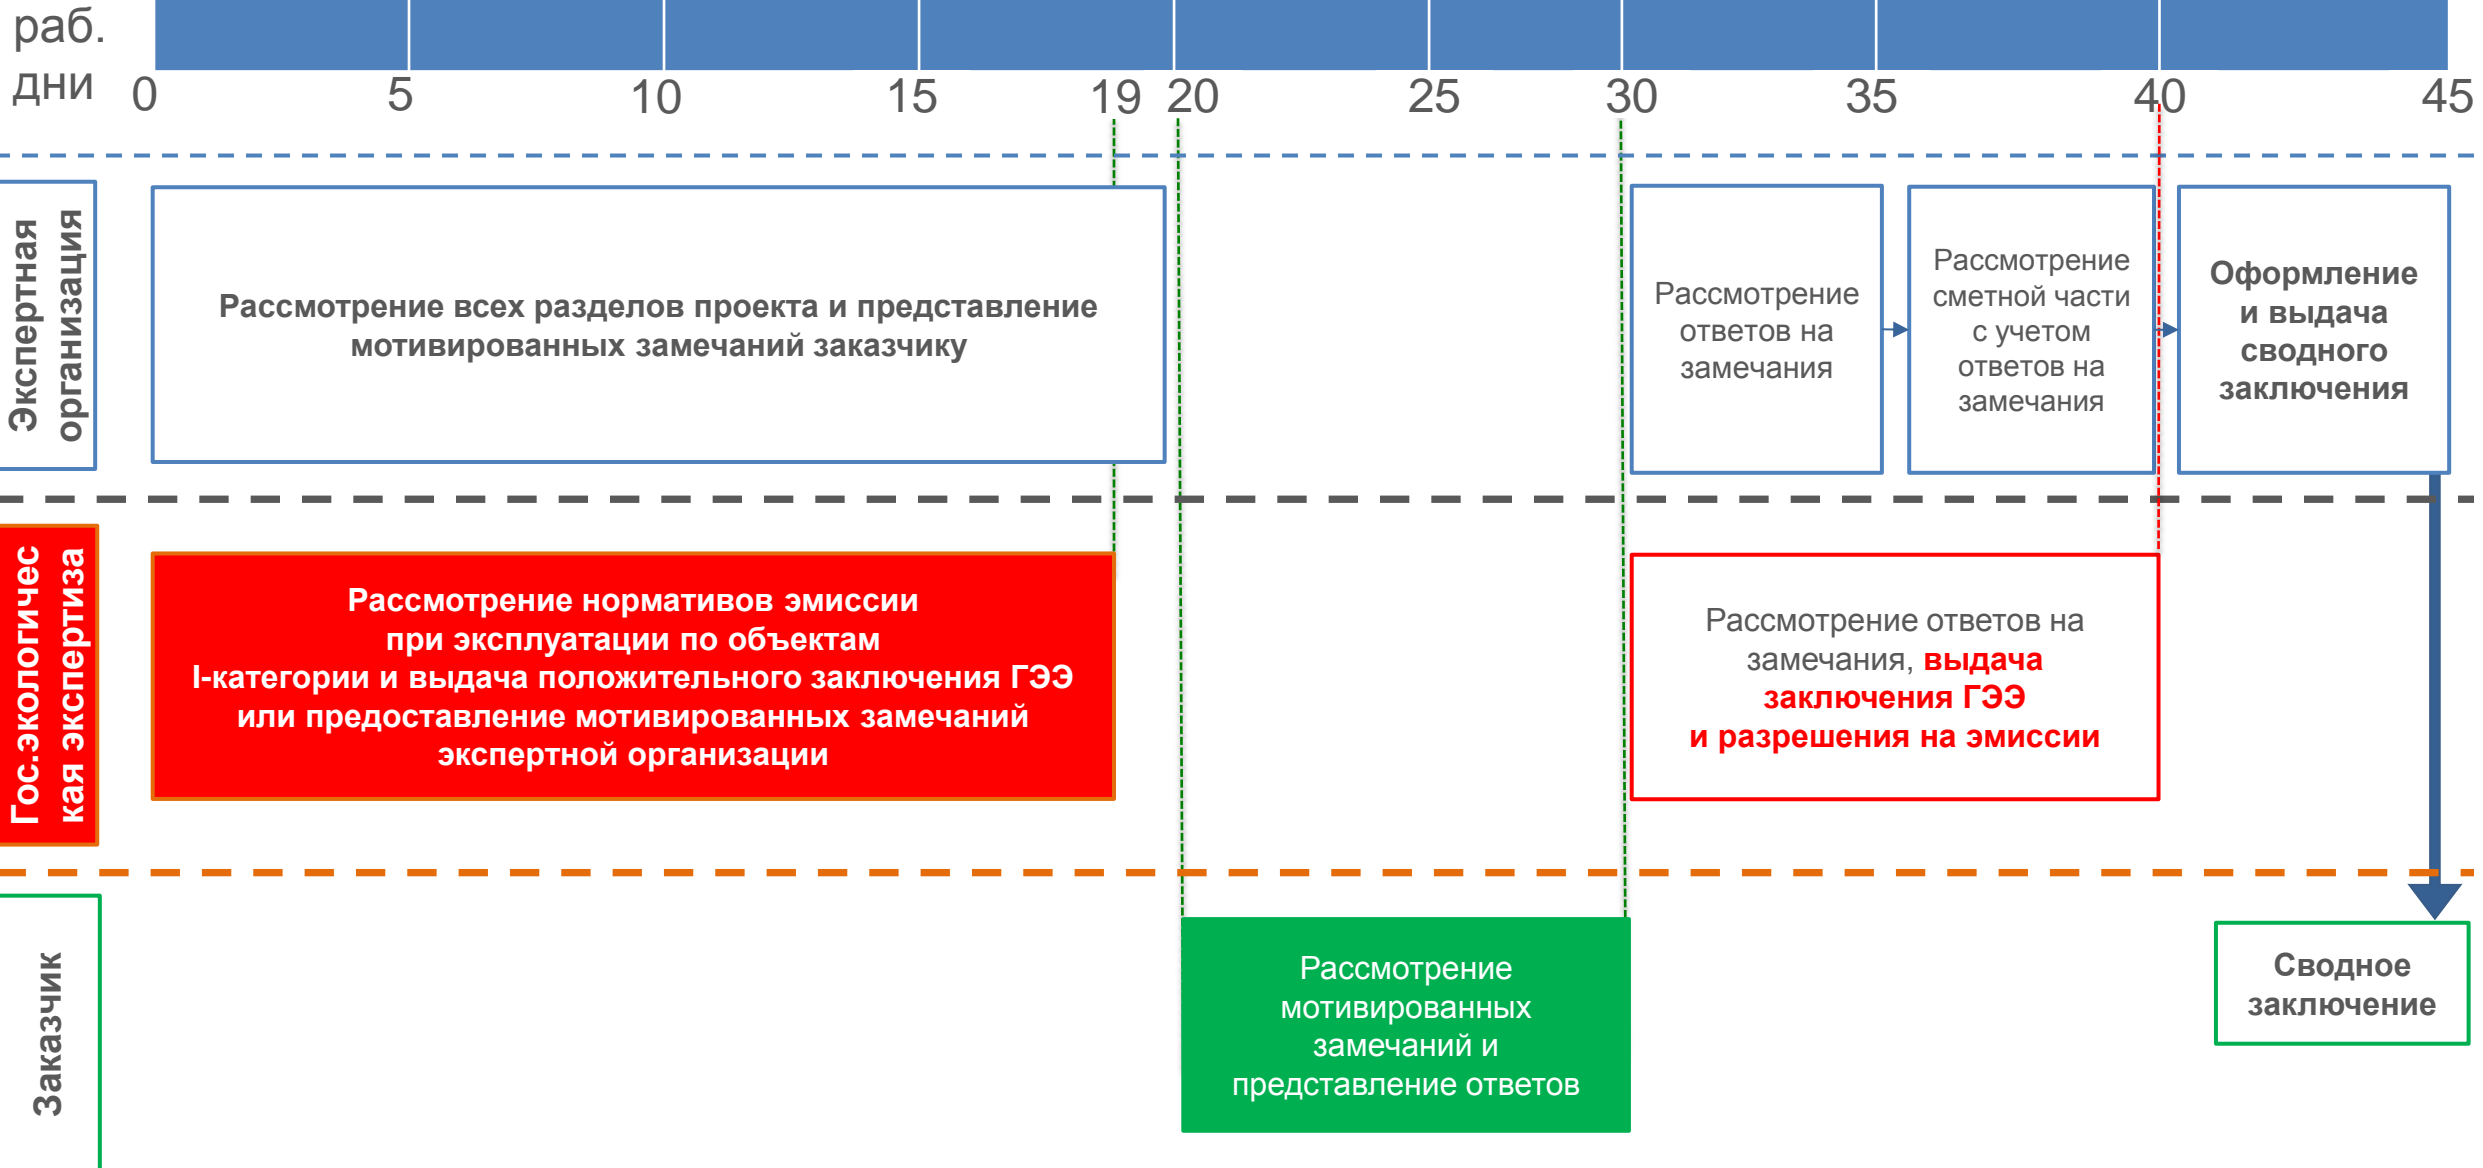 раб.
дни
0 5 10 15 19 20 25 30 35 40 45
Экспертная
организация
Рассмотрение всех разделов проекта и представление
мотивированных замечаний заказчику
Рассмотрение
ответов на
замечания
Рассмотрение
сметной части
с учетом
ответов на
замечания
Оформление
и выдача
сводного
заключения
Гос.экологичес
кая экспертиза
Рассмотрение нормативов эмиссии
при эксплуатации по объектам
I-категории и выдача положительного заключения ГЭЭ
или предоставление мотивированных замечаний
экспертной организации
Рассмотрение ответов на
замечания, выдача
заключения ГЭЭ
и разрешения на эмиссии
Заказчик
Рассмотрение
мотивированных
замечаний и
представление ответов
Сводное
заключение